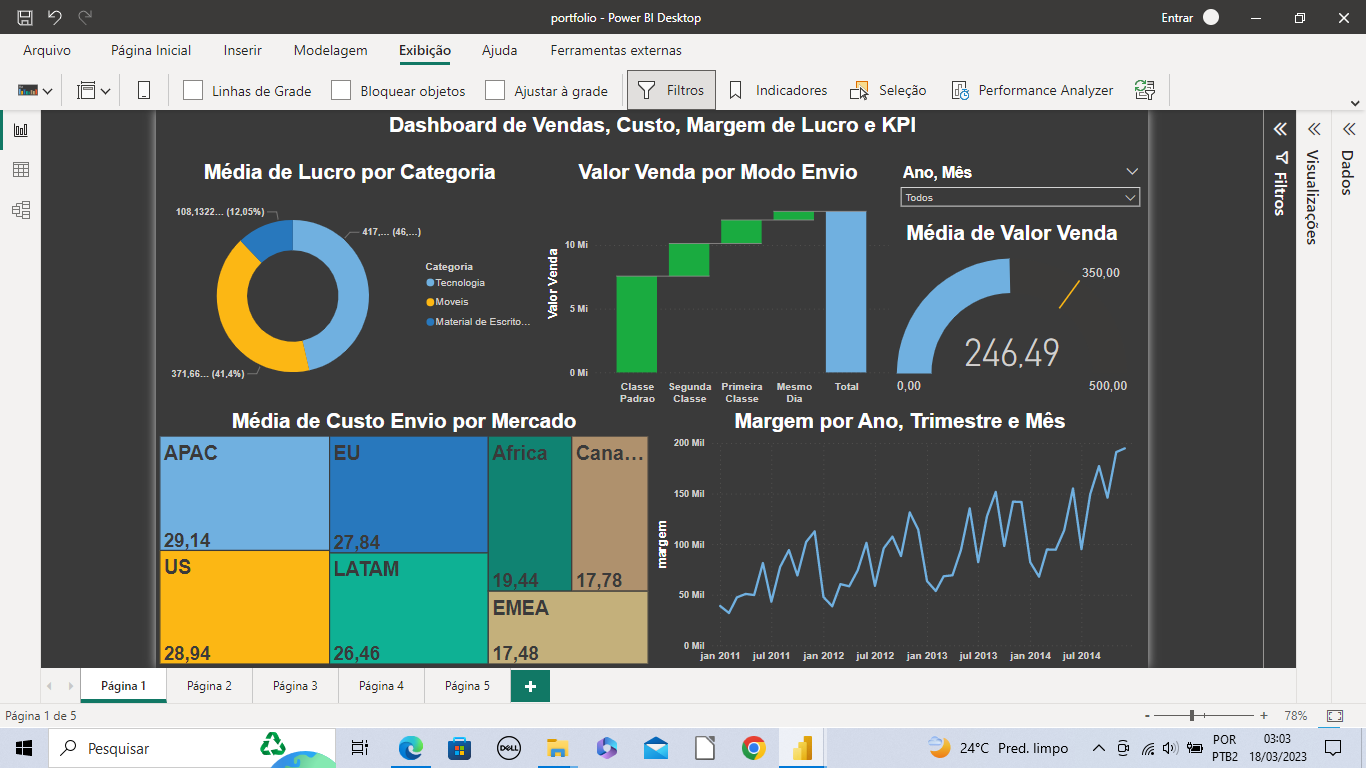 portfolio - Power BI Desktop
Entrar
Arquivo
Página Inicial
Inserir
Modelagem
Exibição
Ajuda
Ferramentas externas
Linhas de Grade
Bloquear objetos
Ajustar à grade
Filtros
Indicadores
Seleção
Performance Analyzer
Dashboard de Vendas, Custo, Margem de Lucro e KPI
Média de Lucro por Categoria
108,1322... (12,05%)
417,... (46,...)
371,66... (41,4%)
Categoria
Tecnologia
Moveis
Material de Escrito...
Valor Venda por Modo Envio
Valor Venda
10 Mi
5 Mi
0 Mi
Classe
Padrao
Segunda
Classe
Primeira
Classe
Mesmo
Dia
Total
Ano, Mês
Todos
Média de Valor Venda
350,00
246,49
0,00
500,00
Média de Custo Envio por Mercado
APAC
29,14
US
28,94
EU
27,84
LATAM
26,46
Africa
19,44
Cana...
17,78
EMEA
17,48
Margem por Ano, Trimestre e Mês
margem
200 Mil
150 Mil
100 Mil
50 Mil
0 Mil
jan 2011
jul 2011
jan 2012
jul 2012
jan 2013
jul 2013
jan 2014
jul 2014
Filtros
Visualizações
Dados
Página 1
Página 2
Página 3
Página 4
Página 5
Página 1 de 5
78%
Pesquisar
DELL
24°C Pred. limpo
POR
PTB2
03:03
18/03/2023